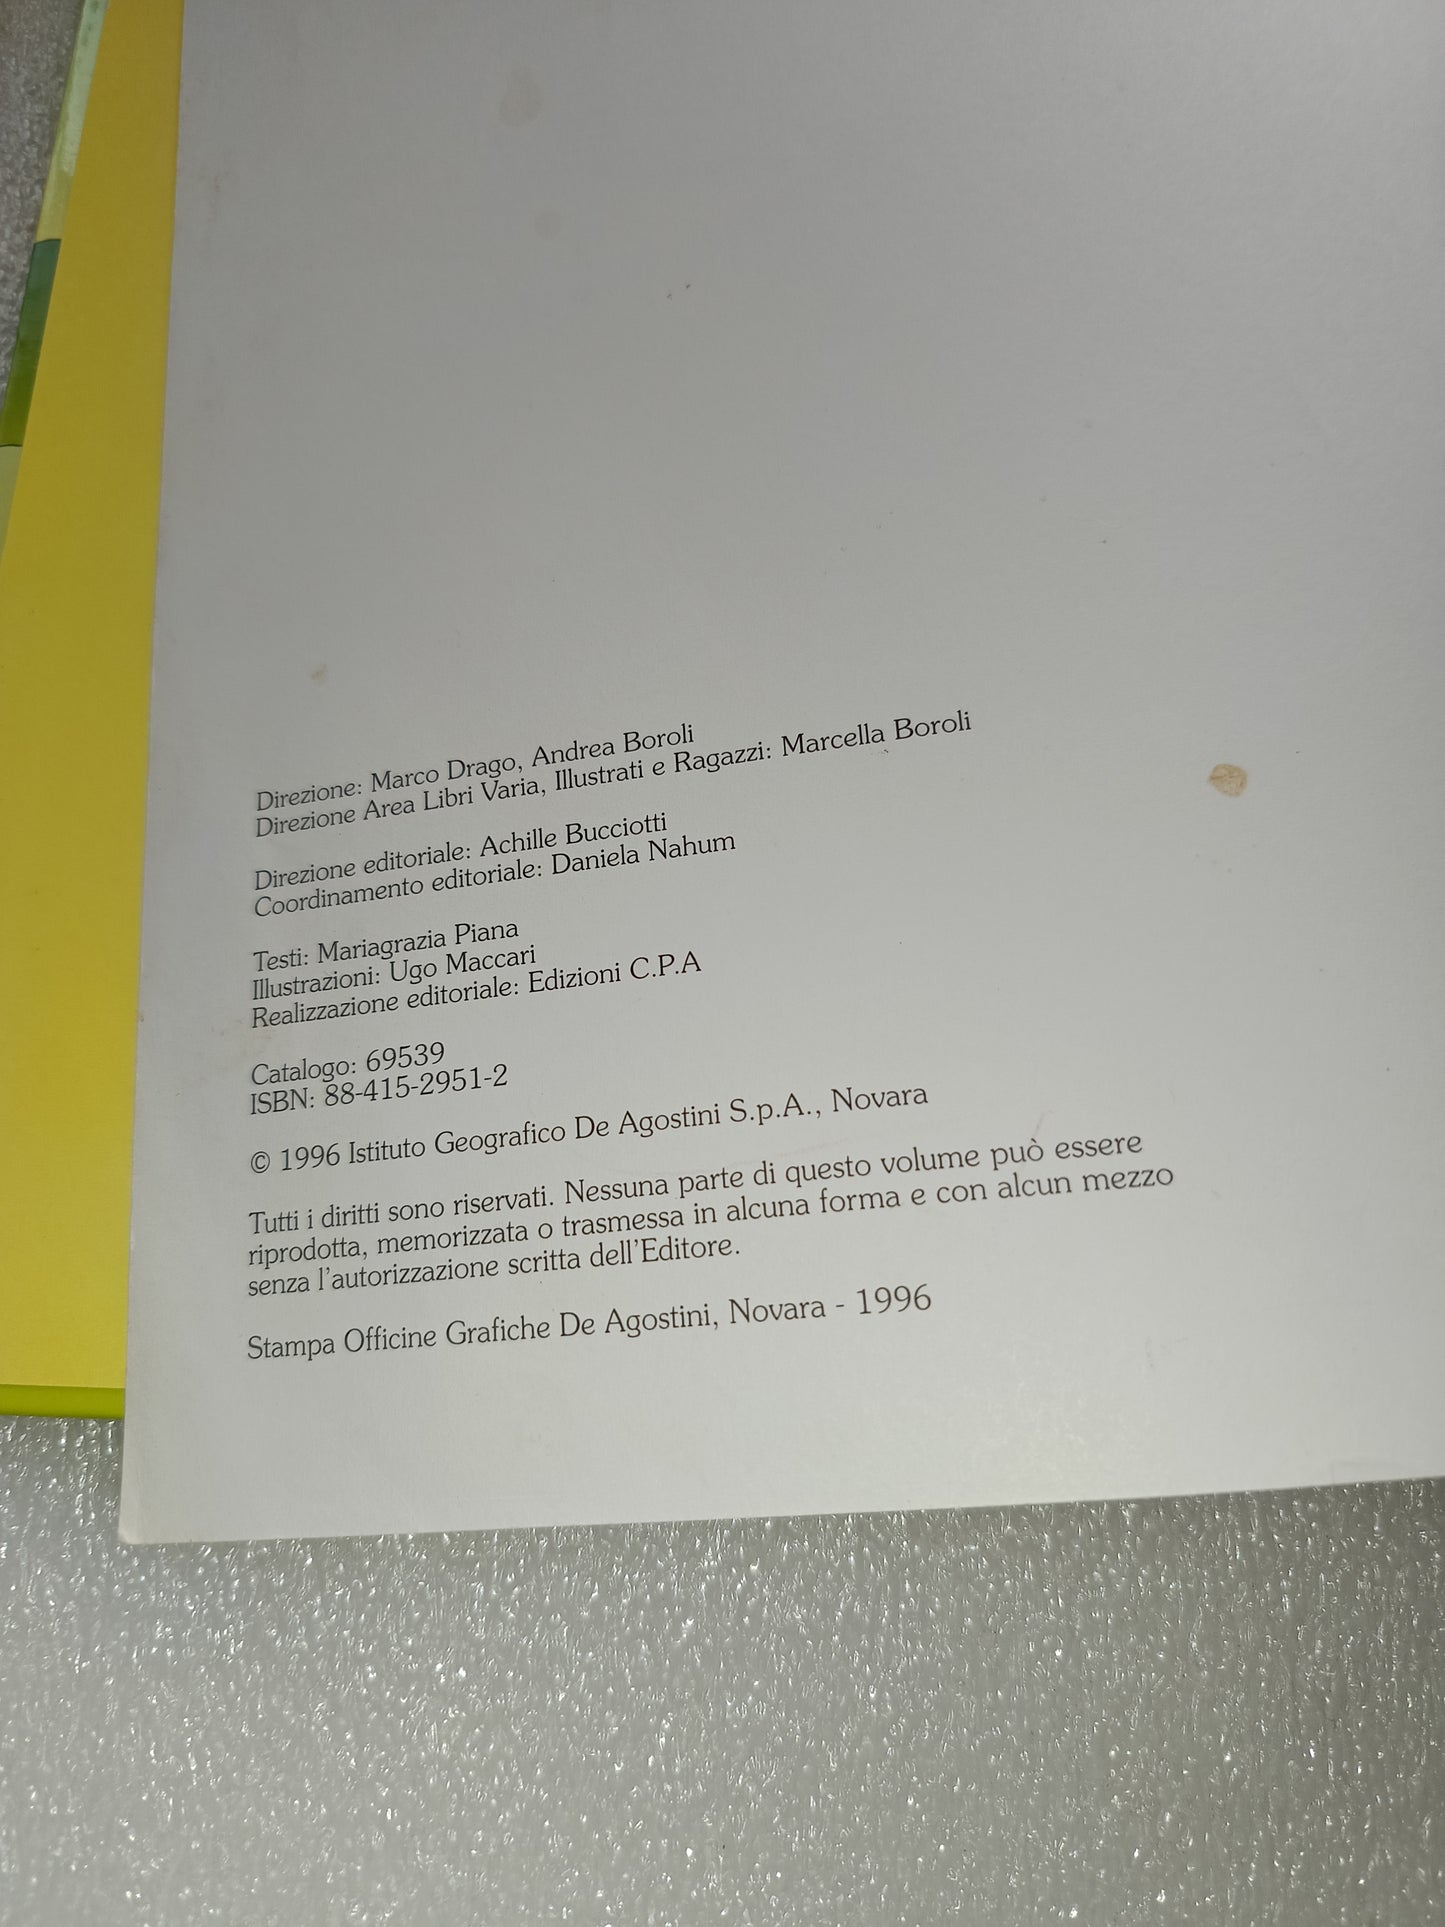 Direzione: Marco Drago, Andrea Boroli
Direzione Area Libri Varia, Illustrati e Ragazzi: Marcella Boroli
Direzione editoriale: Achille Bucciotti
Coordinamento editoriale: Daniela Nahum
Testi: Mariagrazia Piana
Illustrazioni: Ugo Maccari
Realizzazione editoriale: Edizioni C.P.A
Catalogo: 69539
ISBN: 88-415-2951-2
© 1996 Istituto Geografico De Agostini S.p.A., Novara
Tutti i diritti sono riservati. Nessuna parte di questo volume può essere
riprodotta, memorizzata o trasmessa in alcuna forma e con alcun mezzo
senza l'autorizzazione scritta dell'Editore.
Stampa Officine Grafiche De Agostini, Novara - 1996